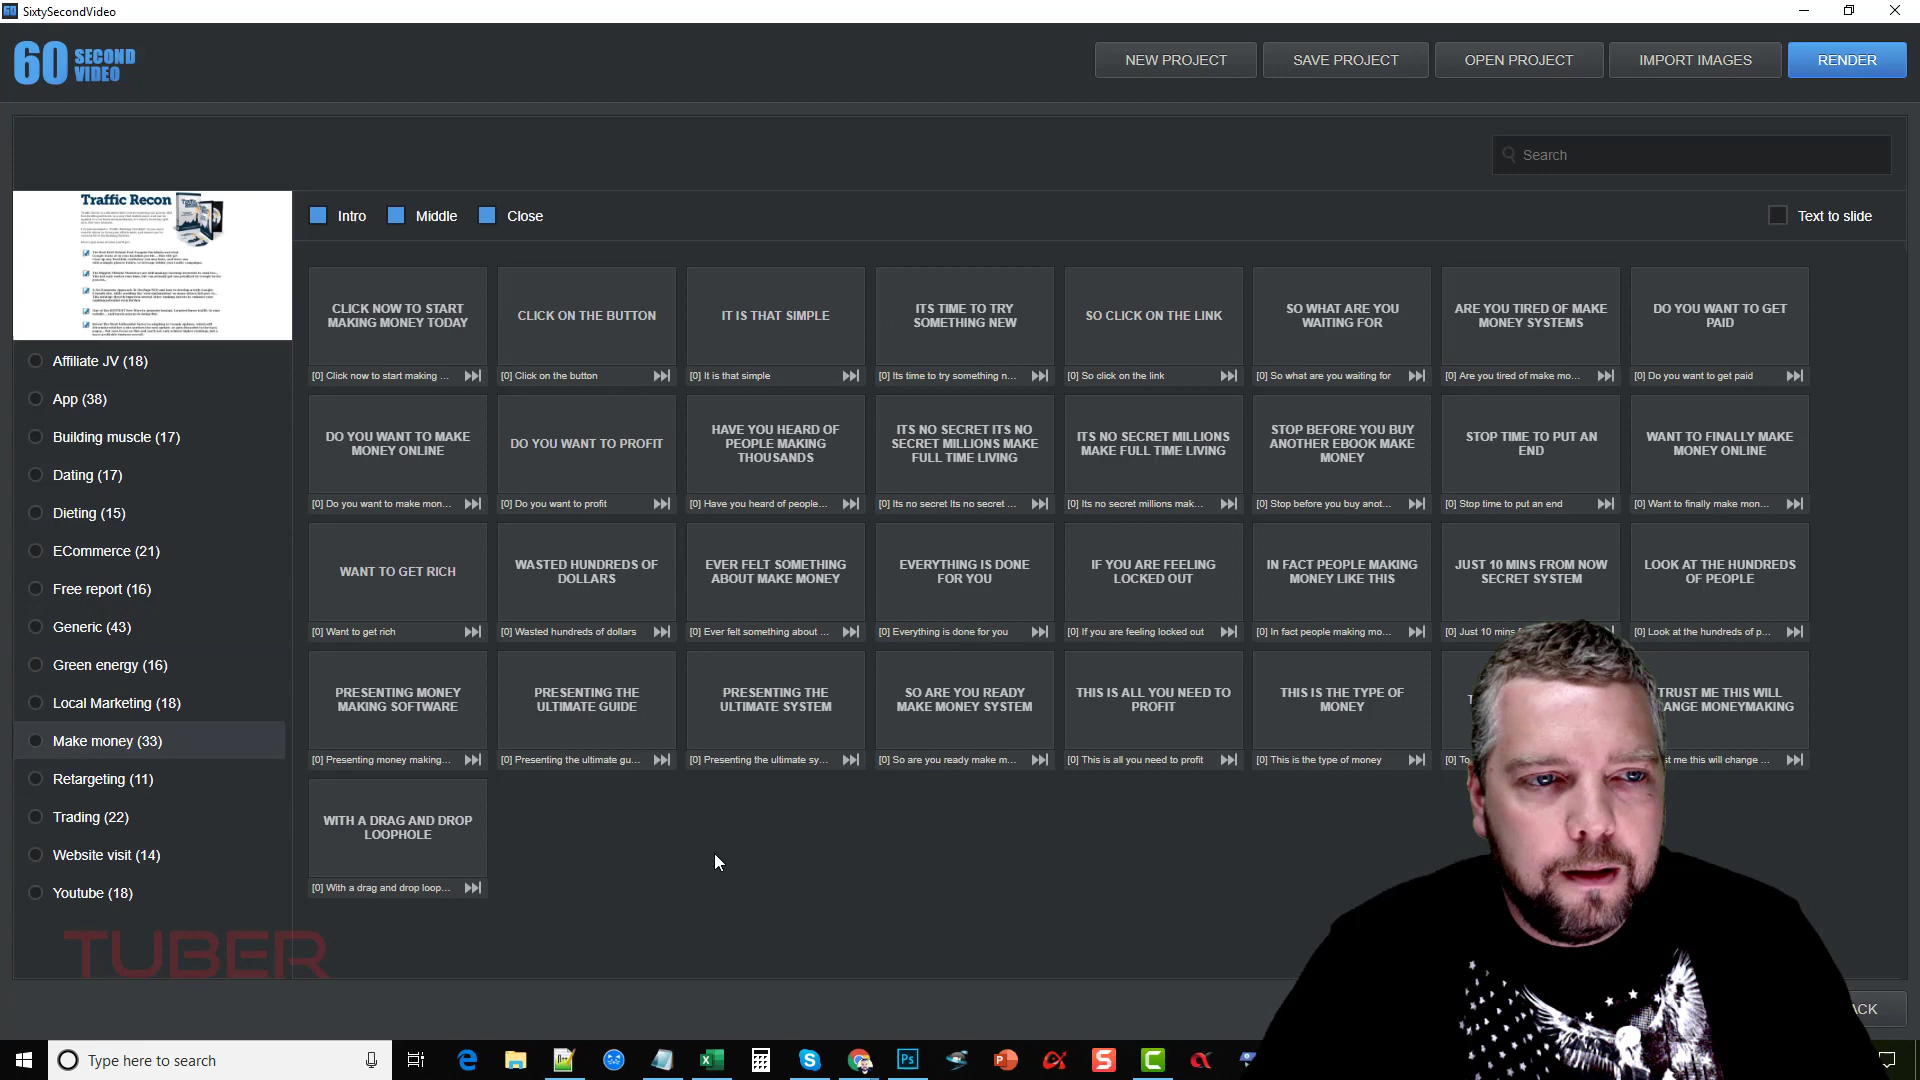 SixtySecondVideo
60 SECOND VIDEO
NEW PROJECT
SAVE PROJECT
OPEN PROJECT
IMPORT IMAGES
RENDER
Search
Traffic Recon
Intro
Middle
Close
Text to slide
Affiliate JV (18)
App (38)
Building muscle (17)
Dating (17)
Dieting (15)
ECommerce (21)
Free report (16)
Generic (43)
Green energy (16)
Local Marketing (18)
Make money (33)
Retargeting (11)
Trading (22)
Website visit (14)
Youtube (18)
TUBER
CLICK NOW TO START
MAKING MONEY TODAY
[0] Click now to start making ...
CLICK ON THE BUTTON
[0] Click on the button
IT IS THAT SIMPLE
[0] It is that simple
ITS TIME TO TRY
SOMETHING NEW
[0] Its time to try something n...
SO CLICK ON THE LINK
[0] So click on the link
SO WHAT ARE YOU
WAITING FOR
[0] So what are you waiting for
ARE YOU TIRED OF MAKE
MONEY SYSTEMS
[0] Are you tired of make mo...
DO YOU WANT TO GET
PAID
[0] Do you want to get paid
DO YOU WANT TO MAKE
MONEY ONLINE
[0] Do you want to make mon...
DO YOU WANT TO PROFIT
[0] Do you want to profit
HAVE YOU HEARD OF
PEOPLE MAKING
THOUSANDS
[0] Have you heard of people...
ITS NO SECRET ITS NO
SECRET MILLIONS MAKE
FULL TIME LIVING
[0] Its no secret Its no secret ...
ITS NO SECRET MILLIONS
MAKE FULL TIME LIVING
[0] Its no secret millions mak...
STOP BEFORE YOU BUY
ANOTHER EBOOK MAKE
MONEY
[0] Stop before you buy anot...
STOP TIME TO PUT AN
END
[0] Stop time to put an end
WANT TO FINALLY MAKE
MONEY ONLINE
[0] Want to finally make mon...
WANT TO GET RICH
[0] Want to get rich
WASTED HUNDREDS OF
DOLLARS
[0] Wasted hundreds of dollars
EVER FELT SOMETHING
ABOUT MAKE MONEY
[0] Ever felt something about ...
EVERYTHING IS DONE
FOR YOU
[0] Everything is done for you
IF YOU ARE FEELING
LOCKED OUT
[0] If you are feeling locked out
IN FACT PEOPLE MAKING
MONEY LIKE THIS
[0] In fact people making mo...
JUST 10 MINS FROM NOW
SECRET SYSTEM
[0] Just 10 mins
LOOK AT THE HUNDREDS
OF PEOPLE
[0] Look at the hundreds of p...
PRESENTING MONEY
MAKING SOFTWARE
[0] Presenting money making...
PRESENTING THE
ULTIMATE GUIDE
[0] Presenting the ultimate gu...
PRESENTING THE
ULTIMATE SYSTEM
[0] Presenting the ultimate sy...
SO ARE YOU READY
MAKE MONEY SYSTEM
[0] So are you ready make m...
THIS IS ALL YOU NEED TO
PROFIT
[0] This is all you need to profit
THIS IS THE TYPE OF
MONEY
[0] This is the type of money
[0]
TRUST ME THIS WILL
MONEYMAKING
me this will change ...
WITH A DRAG AND DROP
LOOPHOLE
[0] With a drag and drop loop...
Type here to search